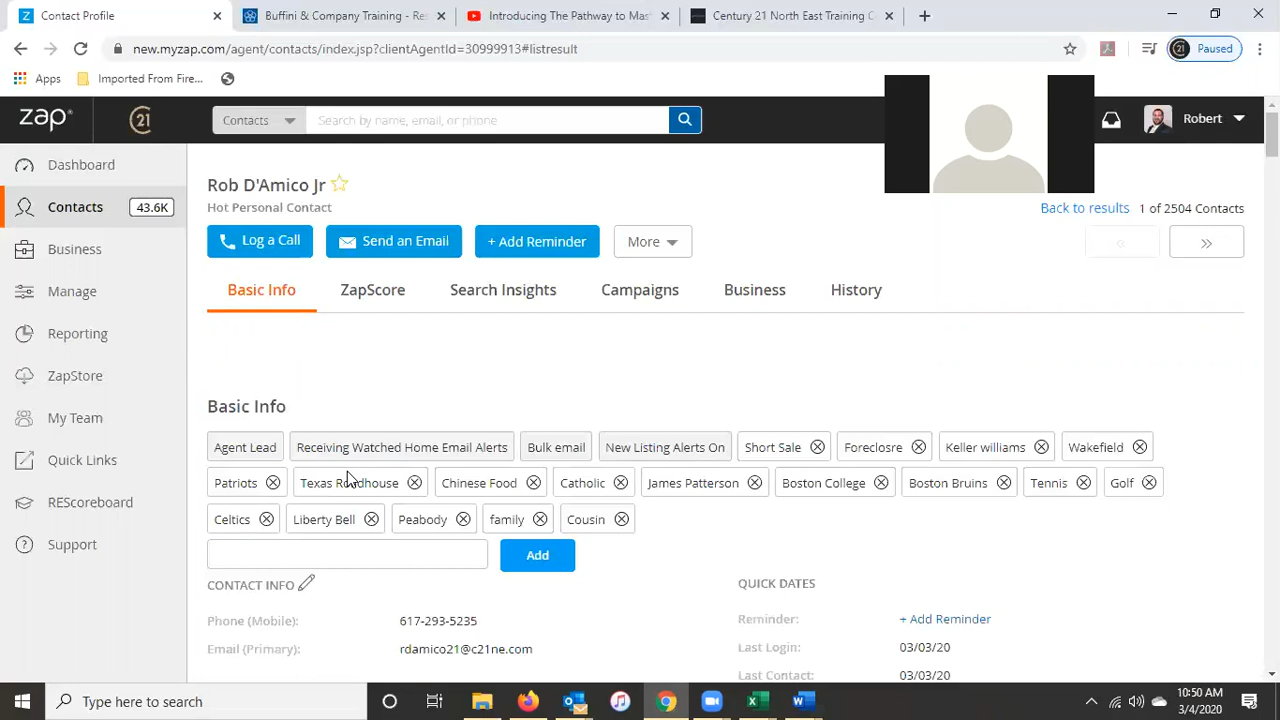 Contact Profile
Buffini & Company Training - Ra
Introducing The Pathway to Mast
Century 21 North East Training C
new.myzap.com/agent/contacts/index.jsp?clientAgentId=30999913#listresult
21 Paused
Apps Imported From Fire...
zap 21 Contacts Search by name, email, or phone Robert
Dashboard
Contacts 43.6K
Business
Manage
Reporting
ZapStore
My Team
Quick Links
REScoreboard
Support
Rob D'Amico Jr
Hot Personal Contact
Back to results 1 of 2504 Contacts
Log a Call Send an Email + Add Reminder More
Basic Info ZapScore Search Insights Campaigns Business History
Basic Info
Agent Lead Receiving Watched Home Email Alerts Bulk email New Listing Alerts On Short Sale Foreclosre Keller williams Wakefield
Patriots Texas Roadhouse Chinese Food Catholic James Patterson Boston College Boston Bruins Tennis Golf
Celtics Liberty Bell Peabody family Cousin
Add
CONTACT INFO
Phone (Mobile): 617-293-5235
Email (Primary): rdamico21@c21ne.com
QUICK DATES
Reminder: + Add Reminder
Last Login: 03/03/20
Last Contact: 03/03/20
Type here to search
10:50 AM
3/4/2020